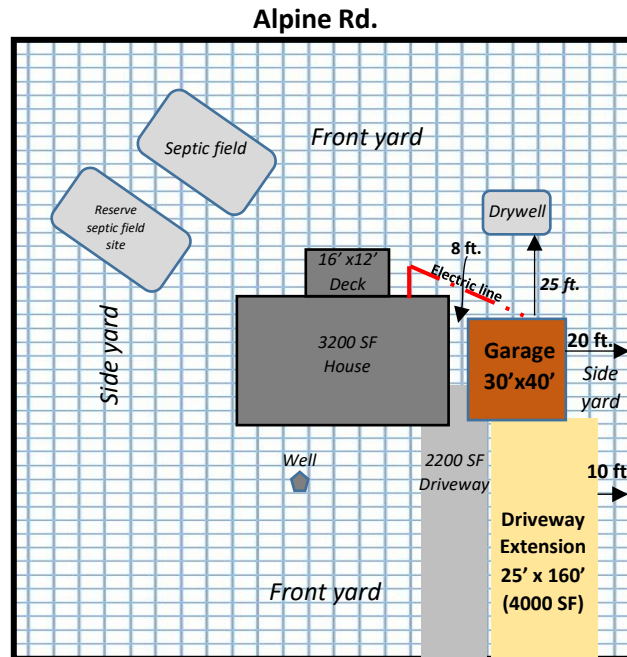 Alpine Rd.
Septic field
Front yard
Reserve
septic field
site
Drywell
8 ft.
16’ x12’
Deck
Electric line
25 ft.
Side yard
3200 SF
House
Garage
30’x40’
20 ft.
Side
yard
Well
2200 SF
Driveway
10 ft
Driveway
Extension
25’ x 160’
(4000 SF)
Front yard